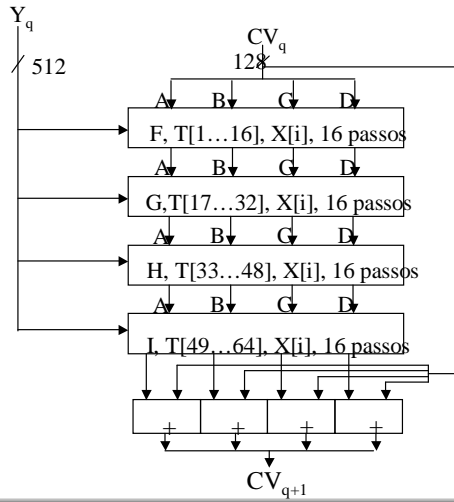 Y_q
CV_q
512
128
A B C D
F, T[1…16], X[i], 16 passos
A B C D
G,T[17…32], X[i], 16 passos
A B C D
H, T[33…48], X[i], 16 passos
A B C D
I, T[49…64], X[i], 16 passos
+ + + +
CV_{q+1}